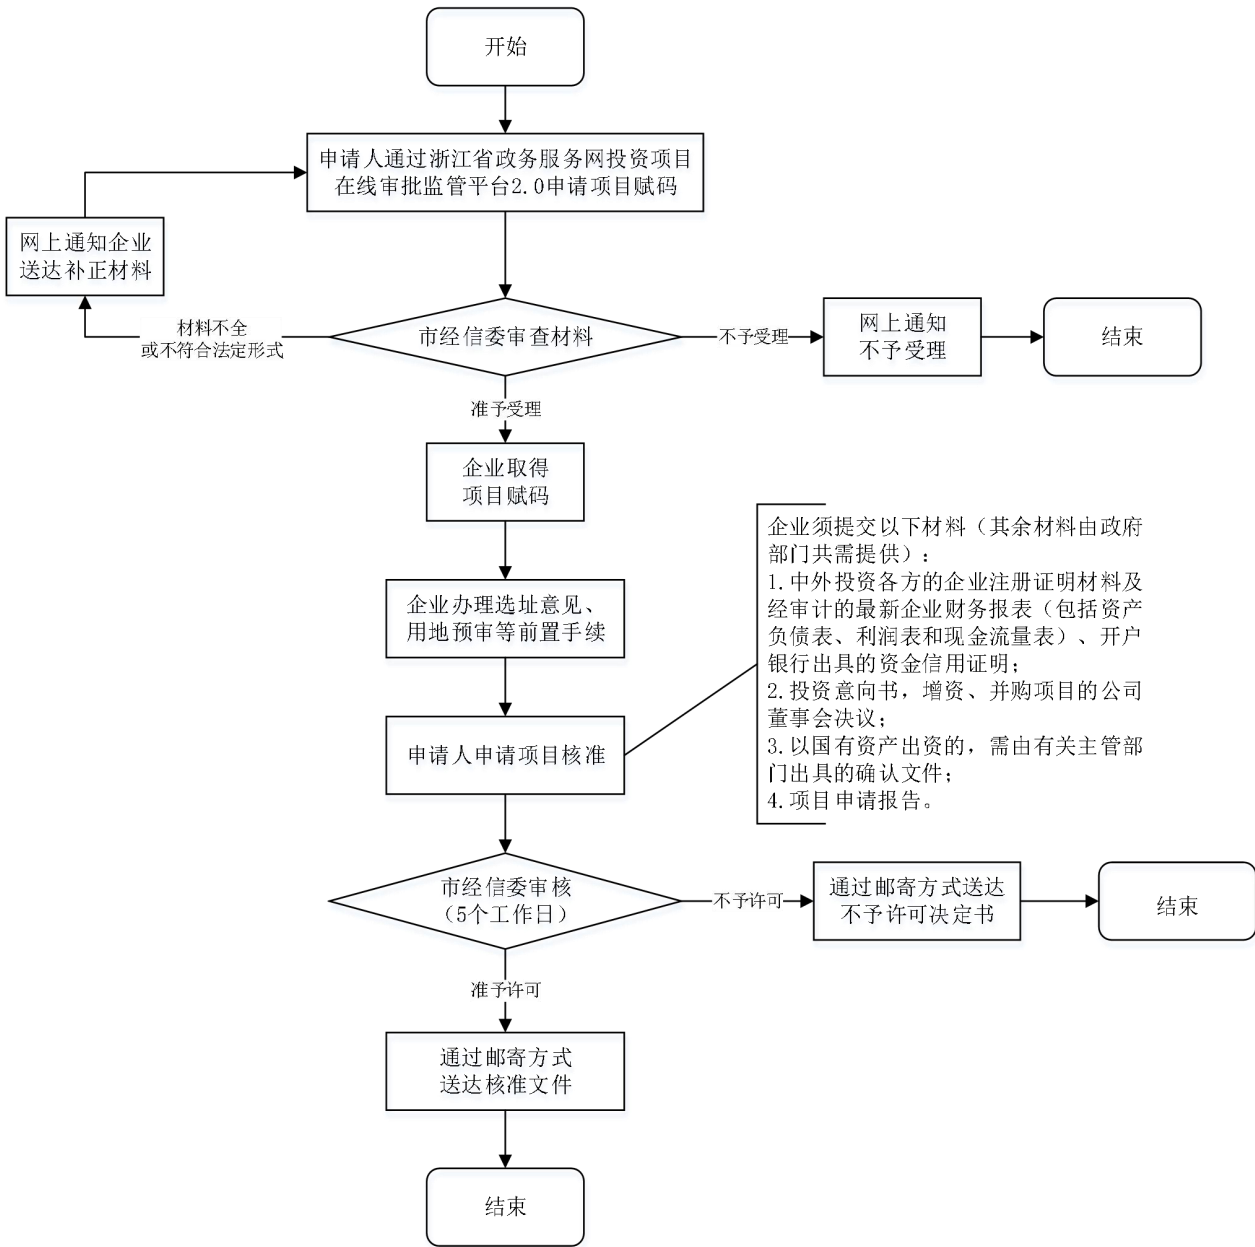 开始
申请人通过浙江省政务服务网投资项目
在线审批监管平台2.0申请项目赋码
网上通知企业
送达补正材料
材料不全
或不符合法定形式
市经信委审查材料
不予受理
网上通知
不予受理
结束
准予受理
企业取得
项目赋码
企业办理选址意见、
用地预审等前置手续
申请人申请项目核准
企业须提交以下材料（其余材料由政府
部门共需提供）：
1.中外投资各方的企业注册证明材料及
经审计的最新企业财务报表（包括资产
负债表、利润表和现金流量表）、开户
银行出具的资金信用证明；
2.投资意向书，增资、并购项目的公司
董事会决议；
3.以国有资产出资的，需由有关主管部
门出具的确认文件；
4.项目申请报告。
市经信委审核
（5个工作日）
不予许可
通过邮寄方式送达
不予许可决定书
结束
准予许可
通过邮寄方式
送达核准文件
结束